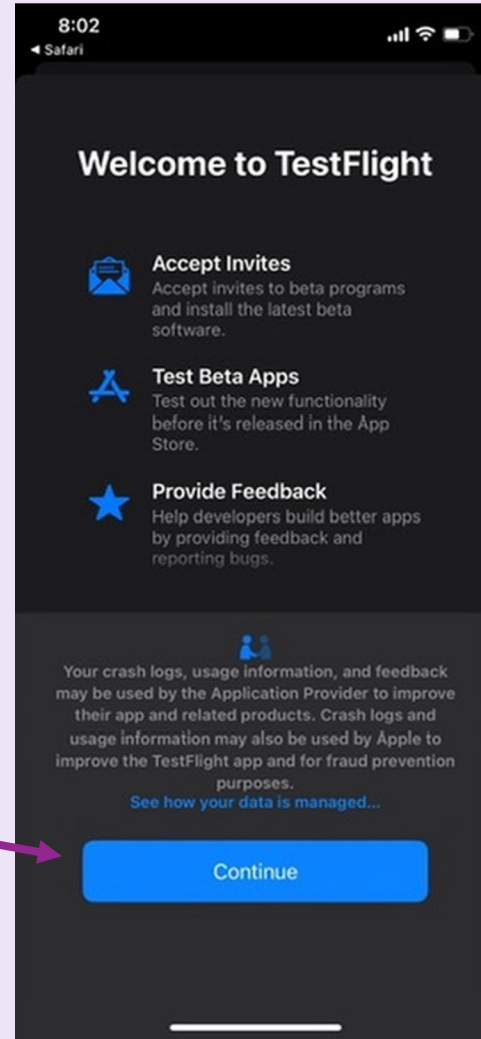 8:02
◀ Safari
Welcome to TestFlight
Accept Invites
Accept invites to beta programs
and install the latest beta
software.
Test Beta Apps
Test out the new functionality
before it's released in the App
Store.
Provide Feedback
Help developers build better apps
by providing feedback and
reporting bugs.
Your crash logs, usage information, and feedback
may be used by the Application Provider to improve
their app and related products. Crash logs and
usage information may also be used by Apple to
improve the TestFlight app and for fraud prevention
purposes.
See how your data is managed...
Continue